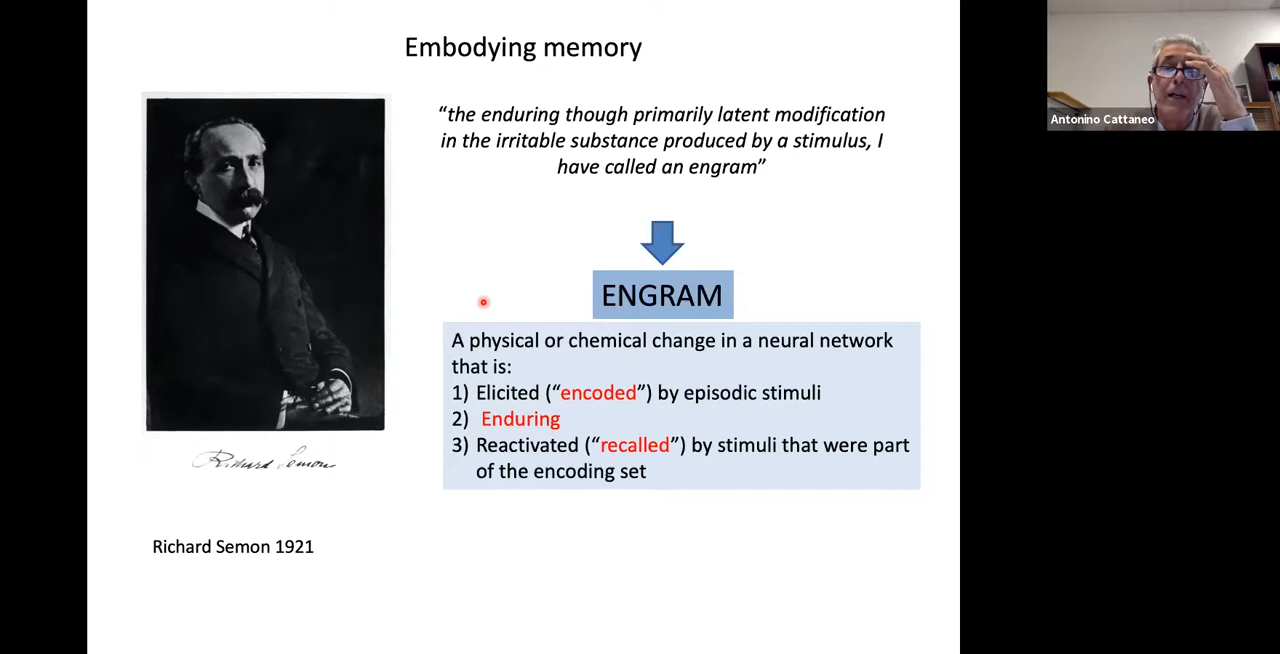 Embodying memory
“the enduring though primarily latent modification
in the irritable substance produced by a stimulus, I
have called an engram”
ENGRAM
A physical or chemical change in a neural network
that is:
1) Elicited (“encoded”) by episodic stimuli
2) Enduring
3) Reactivated (“recalled”) by stimuli that were part
of the encoding set
Richard Semon
Richard Semon 1921
Antonino Cattaneo